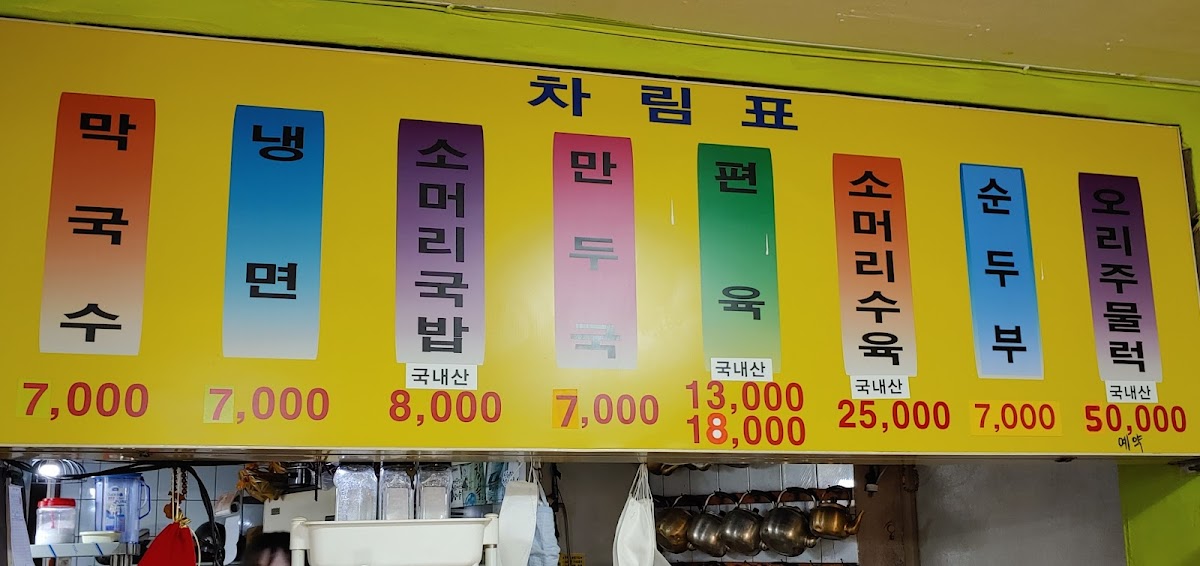 차림표
막국수
7,000
냉면
7,000
소머리국밥
국내산
8,000
만두국
7,000
편육
국내산
13,000
18,000
소머리수육
국내산
25,000
순두부
7,000
오리주물럭
국내산
50,000
예약